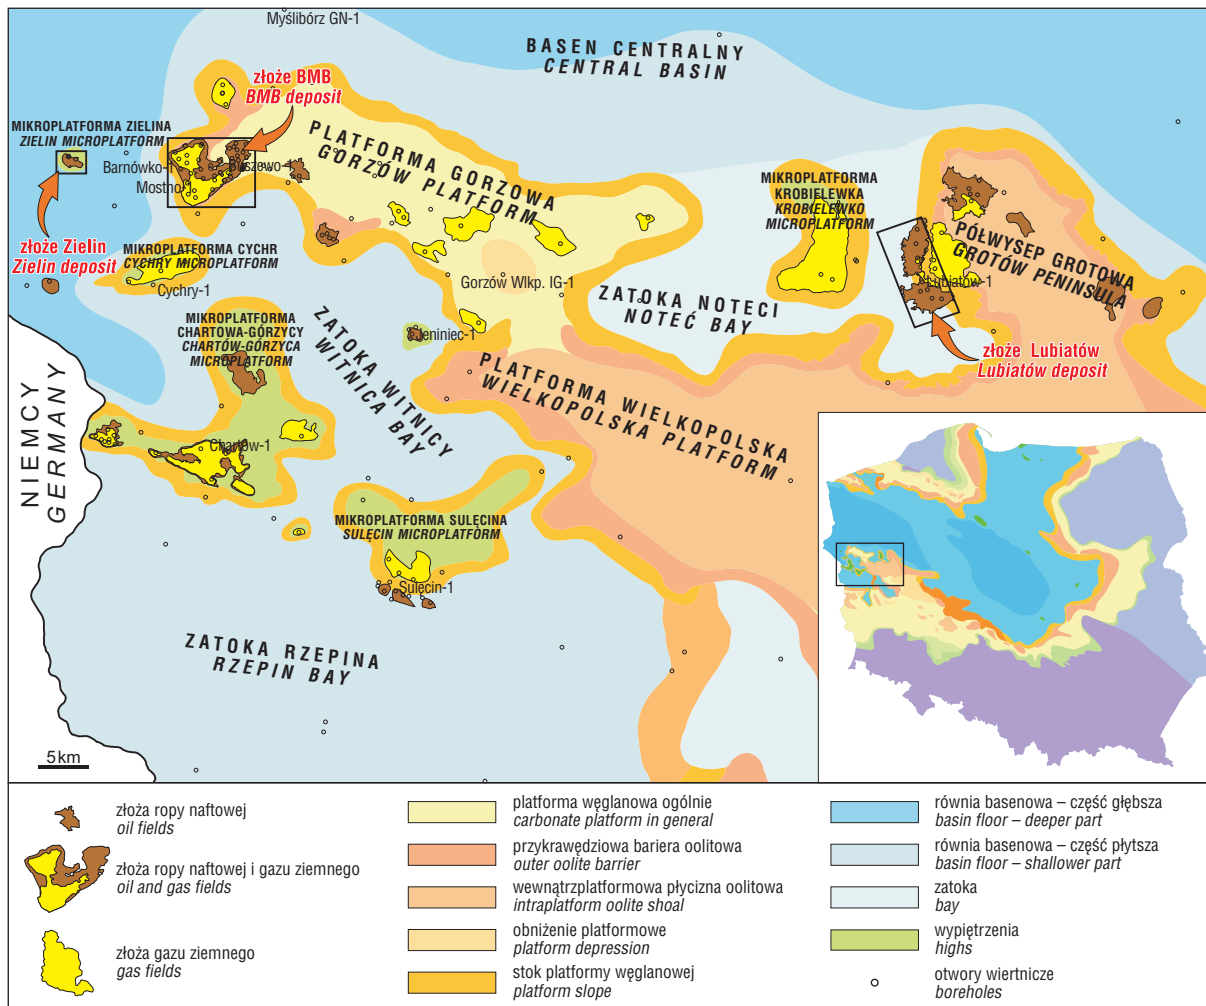 Myślibórz GN-1
BASEN CENTRALNY
CENTRAL BASIN
złoże BMB
BMB deposit
MIKROPLATFORMA ZIELINA
ZIELIN MICROPLATFORM
PLATFORMA GORZOWA
GORZÓW PLATFORM
Barnówko-1
Buszewo-1
Mostno-1
MIKROPLATFORMA
KROBIELEWKA
KROBIELEWKO
MICROPLATFORM
złoże Zielin
Zielin deposit
MIKROPLATFORMA CYCHR
CYCHRY MICROPLATFORM
Cychry-1
PÓŁWYSEP GROTOWA
GROTÓW PENINSULA
Lubiatów-1
Gorzów Wlkp. IG-1
ZATOKA NOTECI
NOTEĆ BAY
MIKROPLATFORMA
CHARTOWA-GÓRZYCY
CHARTÓW-GÓRZYCA
MICROPLATFORM
ZATOKA WITNICY
WITNICA BAY
Jeniniec-1
złoże Lubiatów
Lubiatów deposit
PLATFORMA WIELKOPOLSKA
WIELKOPOLSKA PLATFORM
NIEMCY
GERMANY
Chartów-1
MIKROPLATFORMA SULĘCINA
SULĘCIN MICROPLATFORM
Sulęcin-1
ZATOKA RZEPINA
RZEPIN BAY
5 km
złoża ropy naftowej
oil fields
złoża ropy naftowej i gazu ziemnego
oil and gas fields
złoża gazu ziemnego
gas fields
platforma węglanowa ogólnie
carbonate platform in general
przykrawędziowa bariera oolitowa
outer oolite barrier
wewnątrzplatformowa płycizna oolitowa
intraplatform oolite shoal
obniżenie platformowe
platform depression
stok platformy węglanowej
platform slope
równia basenowa – część głębsza
basin floor – deeper part
równia basenowa – część płytsza
basin floor – shallower part
zatoka
bay
wypiętrzenia
highs
otwory wiertnicze
boreholes